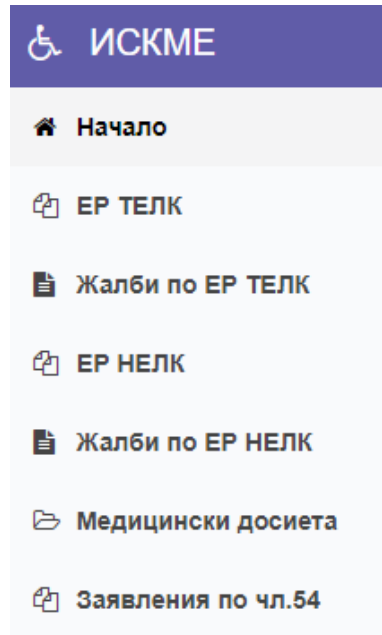 ИСКМЕ
Начало
ЕР ТЕЛК
Жалби по ЕР ТЕЛК
ЕР НЕЛК
Жалби по ЕР НЕЛК
Медицински досиета
Заявления по чл.54